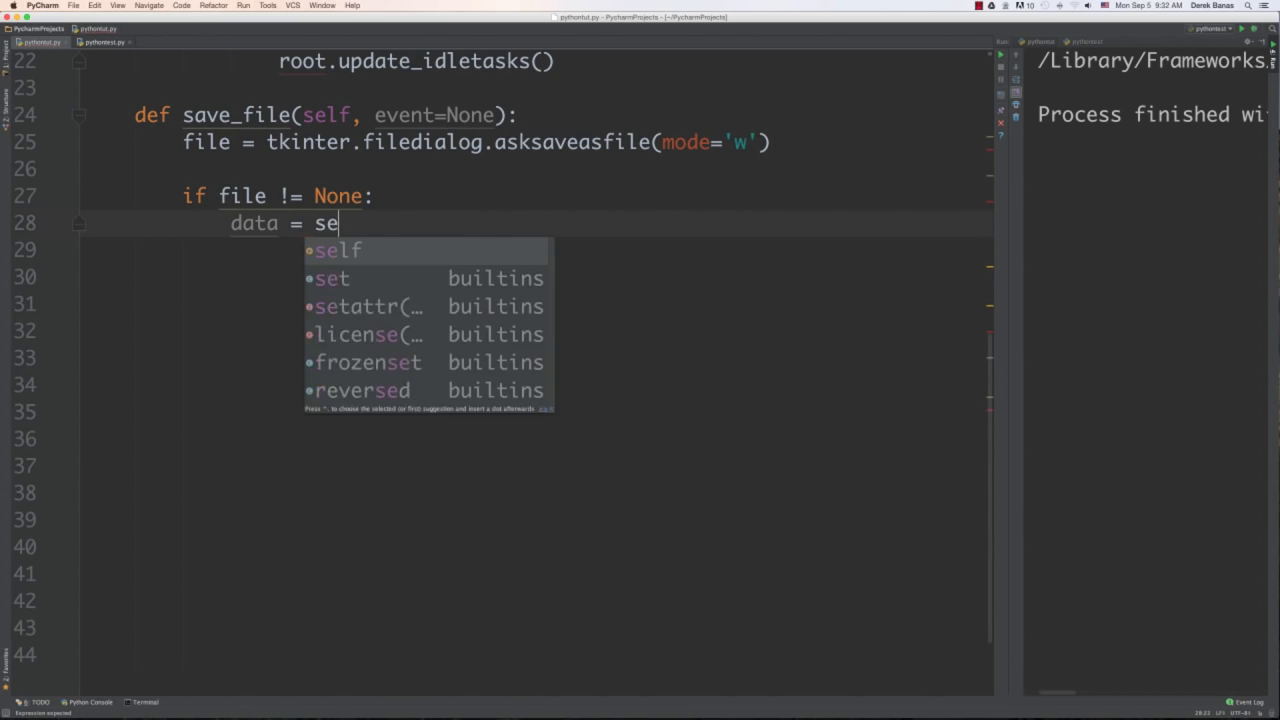 PyCharm File Edit View Navigate Code Refactor Run Tools VCS Window Help 10 Mon Sep 5 9:32 AM Derek Banas
pythontut.py - PycharmProjects - [~/PycharmProjects]
PycharmProjects pythontut.py pythontest
pythontut.py pythontest.py Run: pythontut pythontest
22 root.update_idletasks()
23
24 def save_file(self, event=None):
25 file = tkinter.filedialog.asksaveasfile(mode='w')
26
27 if file != None:
28 data = se
29
30
31
32
33
34
35
36
37
38
39
40
41
42
43
44
self
set builtins
setattr(… builtins
license(… builtins
frozenset builtins
reversed builtins
Press ^. to choose the selected (or first) suggestion and insert a dot afterwards
/Library/Frameworks
Process finished wi
1: Project
7: Structure
2: Favorites
4: Run
6: TODO Python Console Terminal Event Log
Expression expected 28:23 LF UTF-8